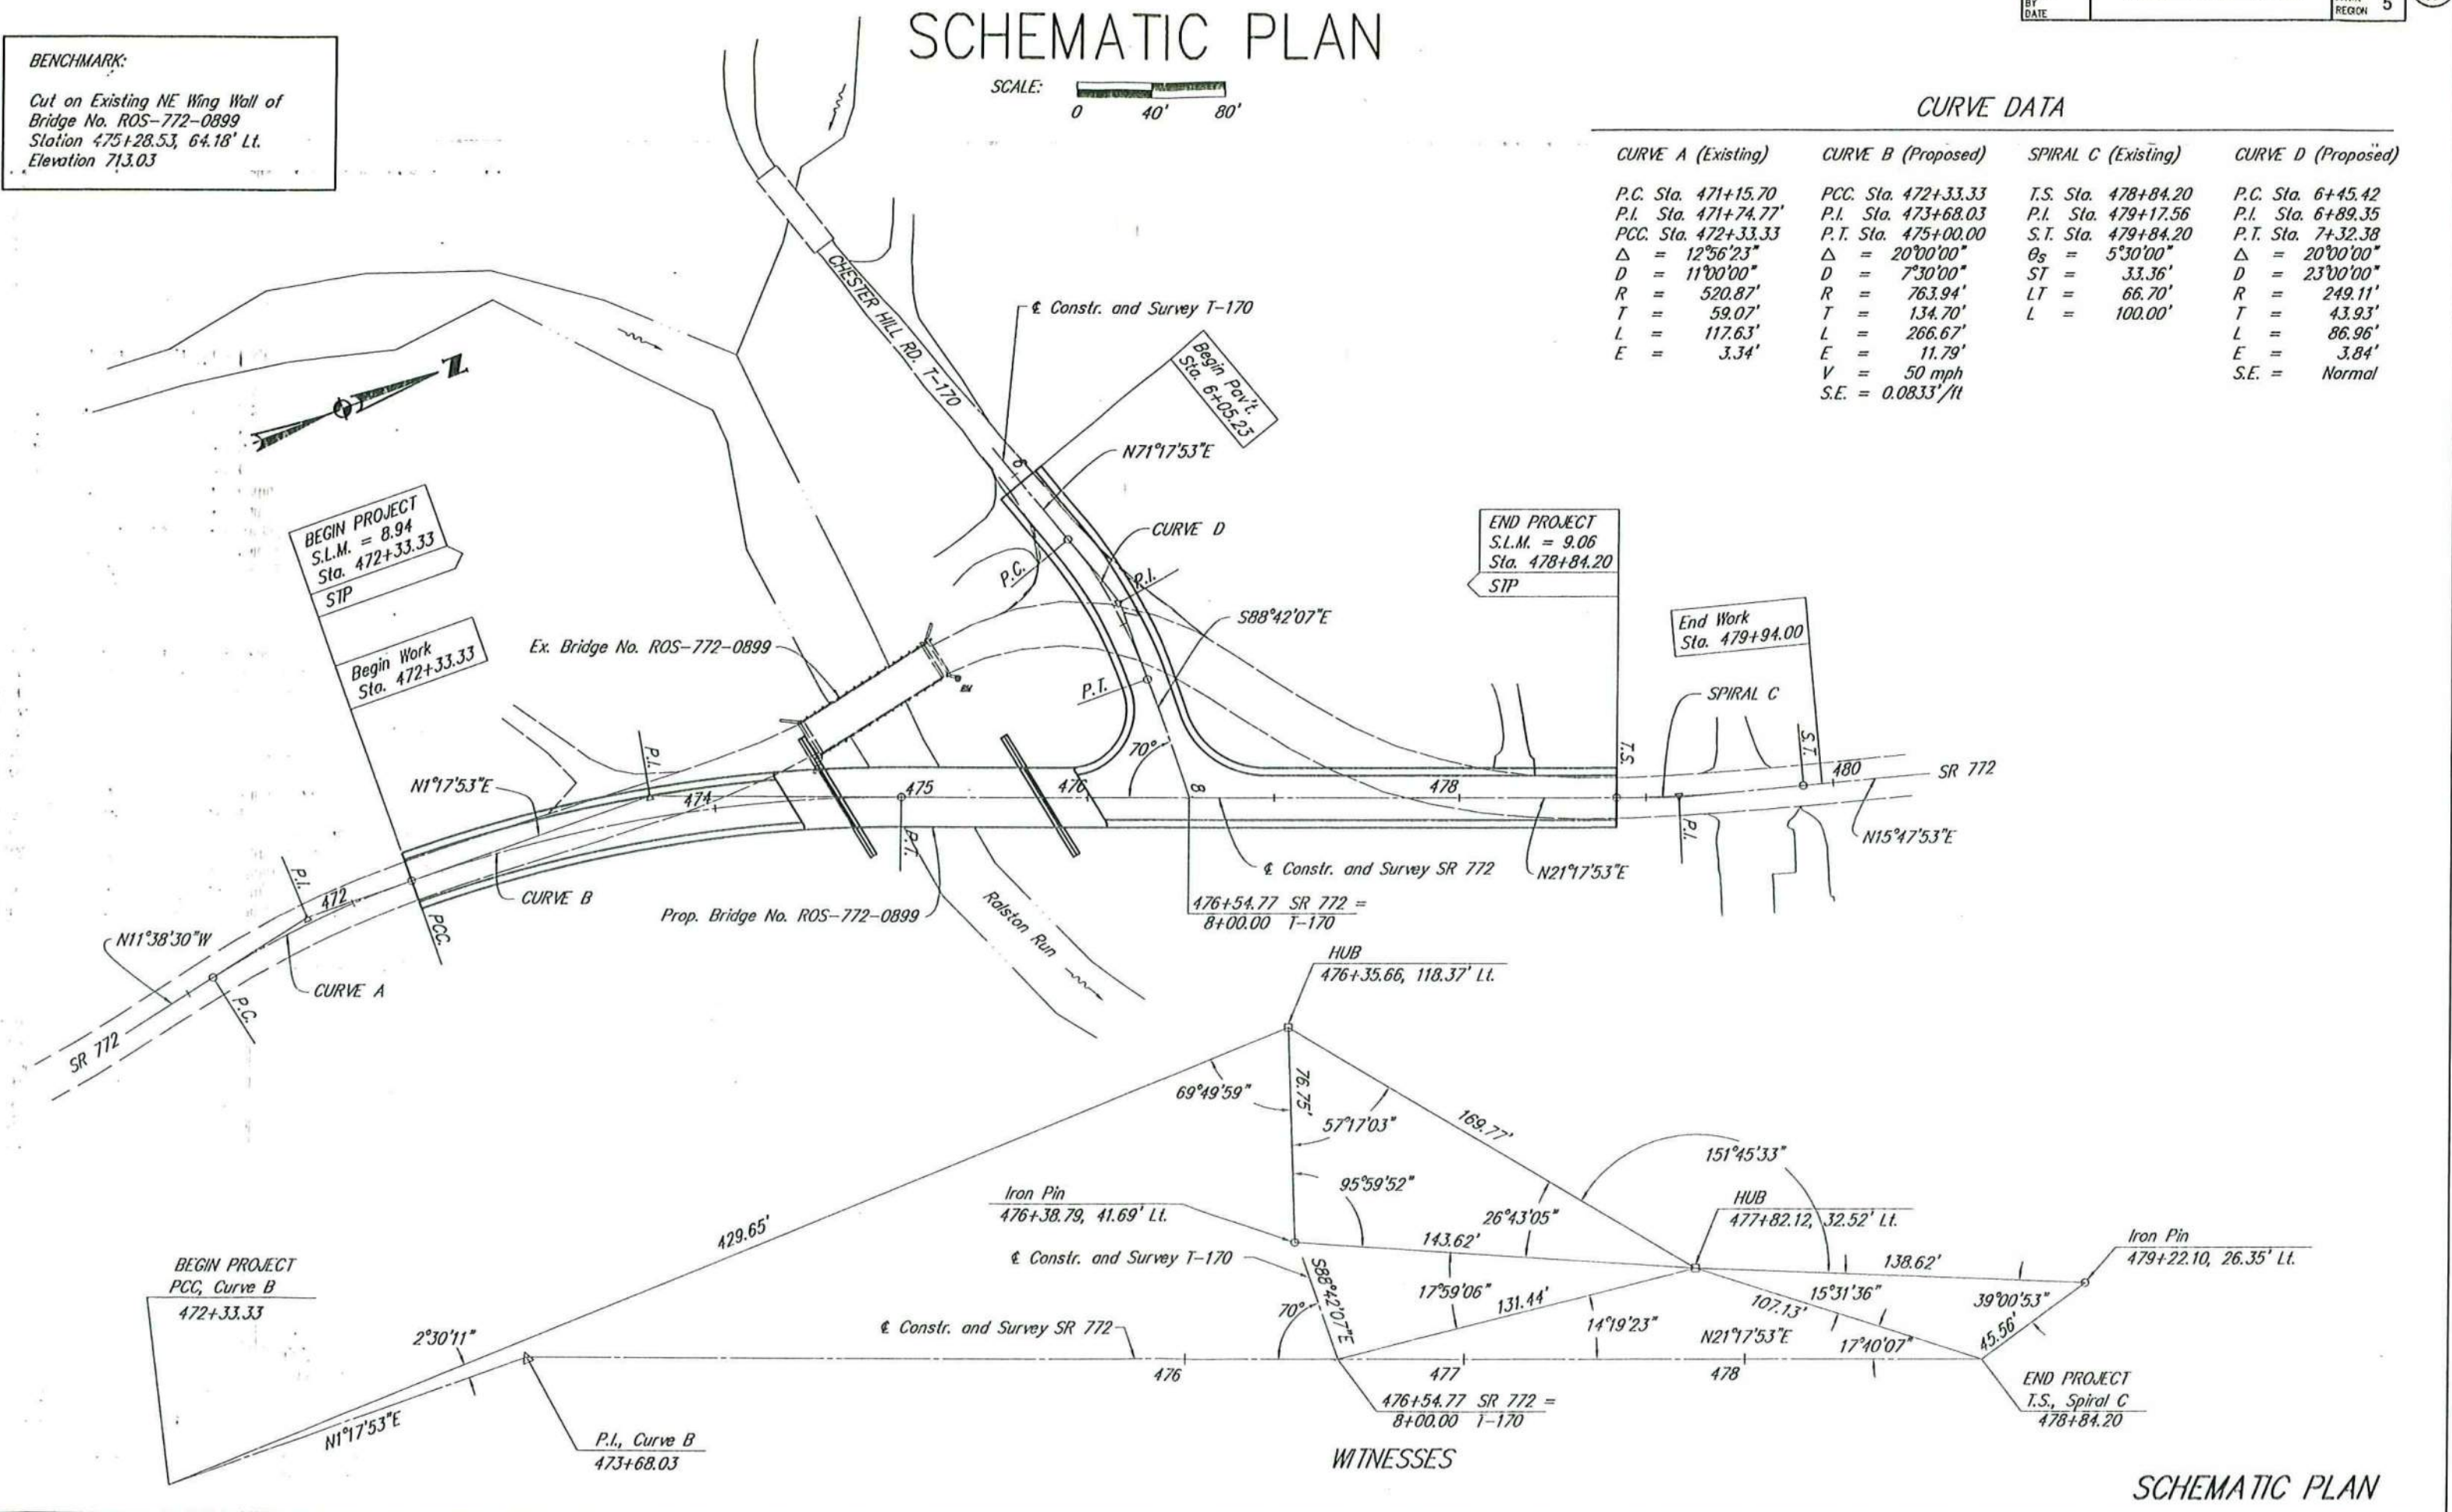 SCHEMATIC PLAN
SCALE:
0 40' 80'
BY
DATE
REGION 5
BENCHMARK:
Cut on Existing NE Wing Wall of
Bridge No. ROS-772-0899
Station 475+28.53, 64.18' Lt.
Elevation 713.03
CURVE DATA
CURVE A (Existing)
P.C. Sta. 471+15.70
P.I. Sta. 471+74.77'
PCC. Sta. 472+33.33
Δ = 12°56'23"
D = 11°00'00"
R = 520.87'
T = 59.07'
L = 117.63'
E = 3.34'
CURVE B (Proposed)
PCC. Sta. 472+33.33
P.I. Sta. 473+68.03
P.T. Sta. 475+00.00
Δ = 20°00'00"
D = 7°30'00"
R = 763.94'
T = 134.70'
L = 266.67'
E = 11.79'
V = 50 mph
S.E. = 0.0833'/ft
SPIRAL C (Existing)
T.S. Sta. 478+84.20
P.I. Sta. 479+17.56
S.T. Sta. 479+84.20
θs = 5°30'00"
ST = 33.36'
LT = 66.70'
L = 100.00'
CURVE D (Proposed)
P.C. Sta. 6+45.42
P.I. Sta. 6+89.35
P.T. Sta. 7+32.38
Δ = 20°00'00"
D = 23°00'00"
R = 249.11'
T = 43.93'
L = 86.96'
E = 3.84'
S.E. = Normal
CHESTER HILL RD. T-170
℄ Constr. and Survey T-170
Begin Pav't.
Sta. 6+05.23
N
6
N71°17'53"E
CURVE D
P.C.
P.I.
S88°42'07"E
P.T.
70°
BEGIN PROJECT
S.L.M. = 8.94
Sta. 472+33.33
STP
Begin Work
Sta. 472+33.33
Ex. Bridge No. ROS-772-0899
BM
END PROJECT
S.L.M. = 9.06
Sta. 478+84.20
STP
End Work
Sta. 479+94.00
SPIRAL C
T.S.
S.T.
480
SR 772
P.I.
N15°47'53"E
N1°17'53"E
P.I.
474
475
476
8
478
P.T.
℄ Constr. and Survey SR 772
N21°17'53"E
P.I.
472
CURVE B
PCC.
Prop. Bridge No. ROS-772-0899
Ralston Run
476+54.77 SR 772 =
8+00.00 T-170
N11°38'30"W
CURVE A
P.C.
SR 772
HUB
476+35.66, 118.37' Lt.
69°49'59"
76.75'
57°17'03"
169.77'
151°45'33"
95°59'52"
Iron Pin
476+38.79, 41.69' Lt.
HUB
477+82.12, 32.52' Lt.
26°43'05"
143.62'
429.65'
℄ Constr. and Survey T-170
S88°42'07"E
138.62'
Iron Pin
479+22.10, 26.35' Lt.
BEGIN PROJECT
PCC, Curve B
472+33.33
17°59'06"
131.44'
15°31'36"
107.13'
39°00'53"
70°
14°19'23"
N21°17'53"E
17°40'07"
45.56'
2°30'11"
℄ Constr. and Survey SR 772
476
477
478
N1°17'53"E
P.I., Curve B
473+68.03
476+54.77 SR 772 =
8+00.00 T-170
END PROJECT
T.S., Spiral C
478+84.20
WITNESSES
SCHEMATIC PLAN